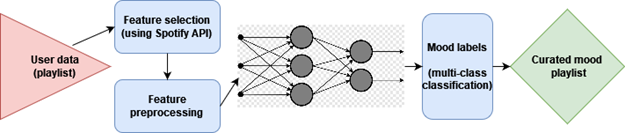 User data
(playlist)
Feature selection
(using Spotify API)
Feature
preprocessing
Mood labels
(multi-class
classification)
Curated mood
playlist